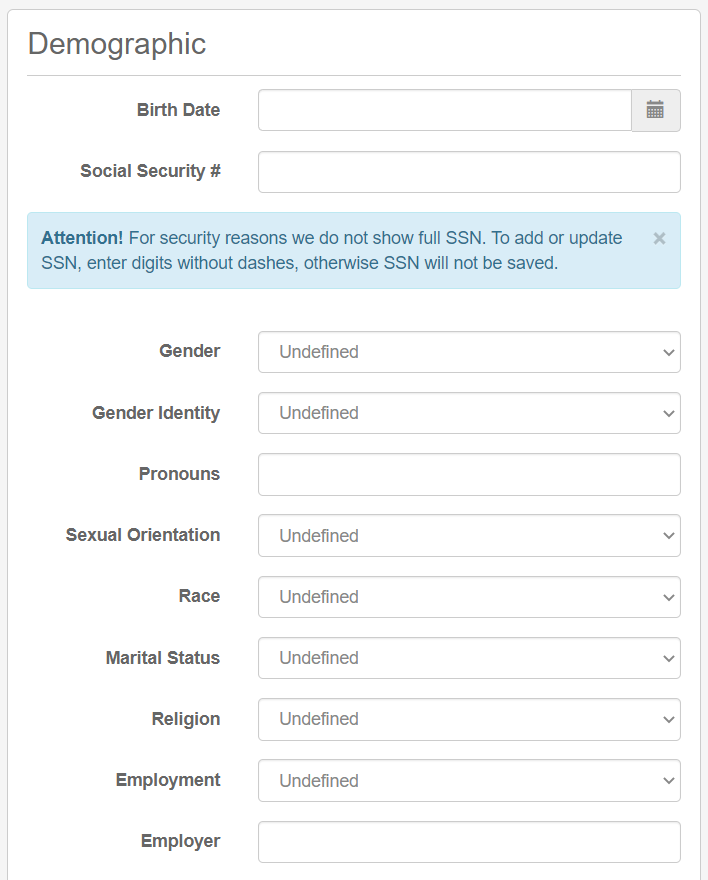 Demographic
Birth Date
Social Security #
Attention! For security reasons we do not show full SSN. To add or update
SSN, enter digits without dashes, otherwise SSN will not be saved.
×
Gender Undefined
Gender Identity Undefined
Pronouns
Sexual Orientation Undefined
Race Undefined
Marital Status Undefined
Religion Undefined
Employment Undefined
Employer